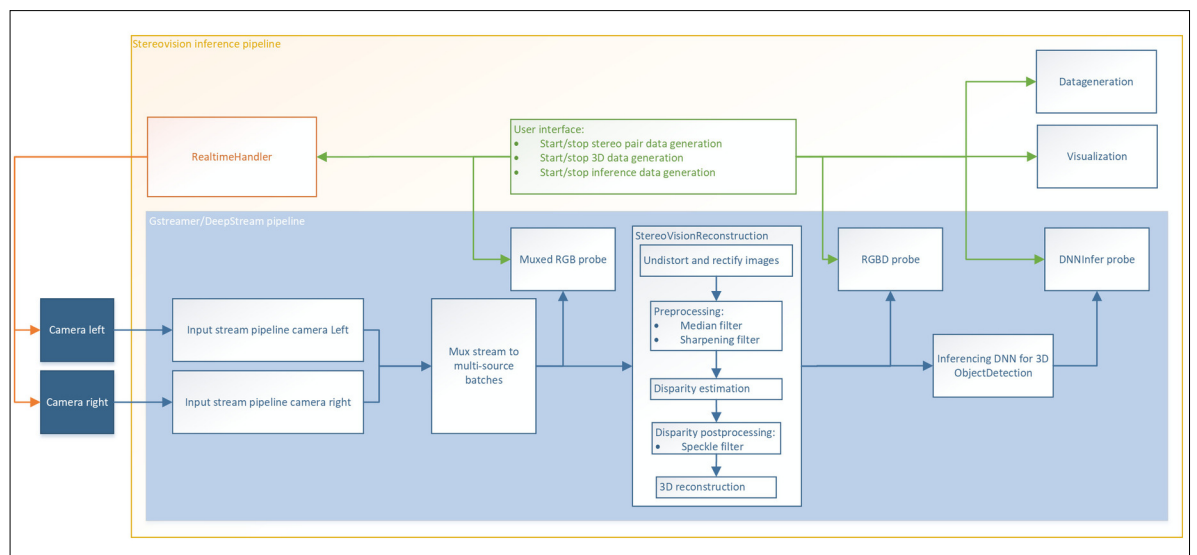 Stereovision inference pipeline
Datageneration
RealtimeHandler
User interface:
• Start/stop stereo pair data generation
• Start/stop 3D data generation
• Start/stop inference data generation
Visualization
Gstreamer/DeepStream pipeline
Muxed RGB probe
StereoVisionReconstruction
Undistort and rectify images
RGBD probe
DNNInfer probe
Camera left
Input stream pipeline camera Left
Preprocessing:
• Median filter
• Sharpening filter
Mux stream to
multi-source
batches
Inferencing DNN for 3D
ObjectDetection
Disparity estimation
Camera right
Input stream pipeline camera right
Disparity postprocessing:
• Speckle filter
3D reconstruction